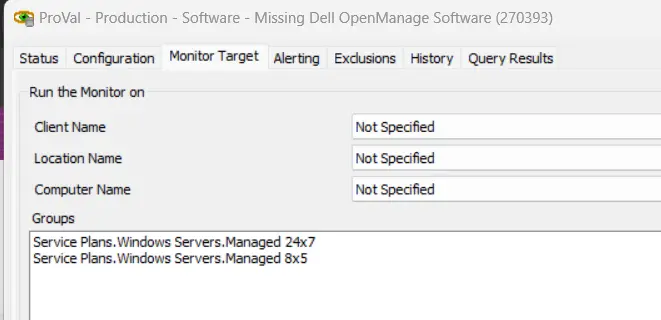 ProVal - Production - Software - Missing Dell OpenManage Software (270393)
Status Configuration Monitor Target Alerting Exclusions History Query Results
Run the Monitor on
Client Name Not Specified
Location Name Not Specified
Computer Name Not Specified
Groups
Service Plans.Windows Servers.Managed 24x7
Service Plans.Windows Servers.Managed 8x5